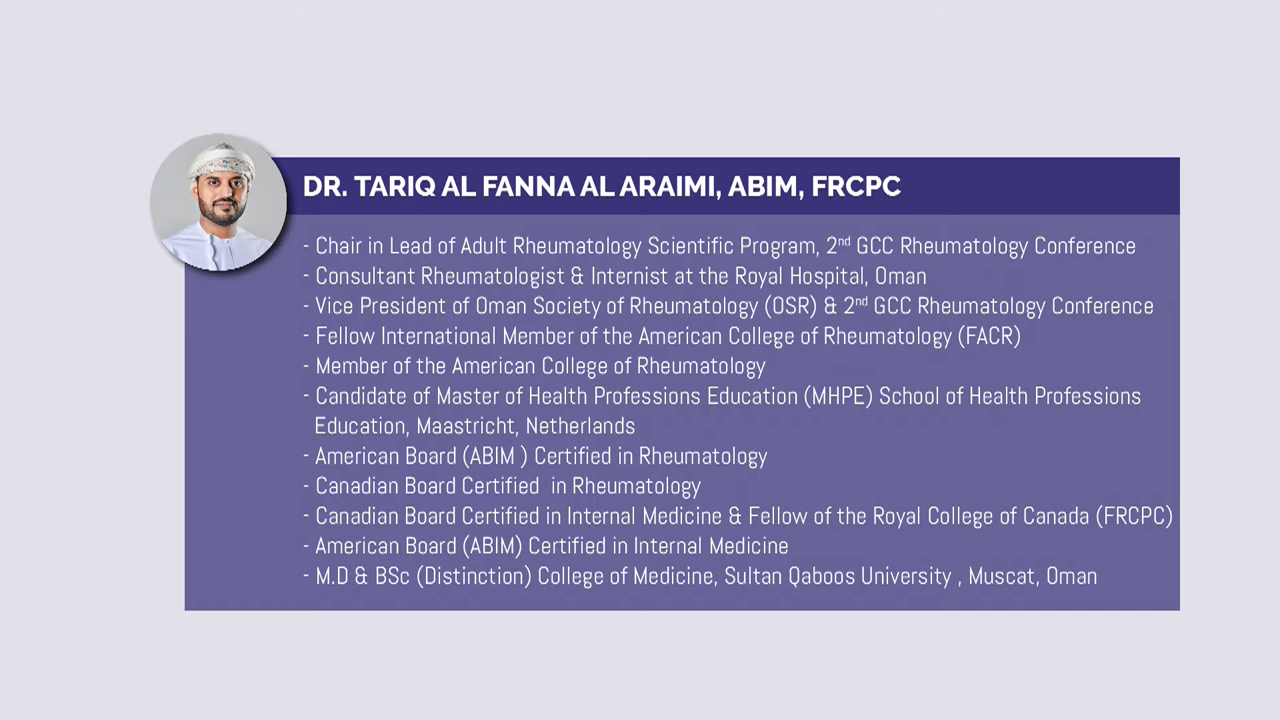 DR. TARIQ AL FANNA AL ARAIMI, ABIM, FRCPC
- Chair in Lead of Adult Rheumatology Scientific Program, 2nd GCC Rheumatology Conference
- Consultant Rheumatologist & Internist at the Royal Hospital, Oman
- Vice President of Oman Society of Rheumatology (OSR) & 2nd GCC Rheumatology Conference
- Fellow International Member of the American College of Rheumatology (FACR)
- Member of the American College of Rheumatology
- Candidate of Master of Health Professions Education (MHPE) School of Health Professions
Education, Maastricht, Netherlands
- American Board (ABIM ) Certified in Rheumatology
- Canadian Board Certified  in Rheumatology
- Canadian Board Certified in Internal Medicine & Fellow of the Royal College of Canada (FRCPC)
- American Board (ABIM) Certified in Internal Medicine
- M.D & BSc (Distinction) College of Medicine, Sultan Qaboos University , Muscat, Oman